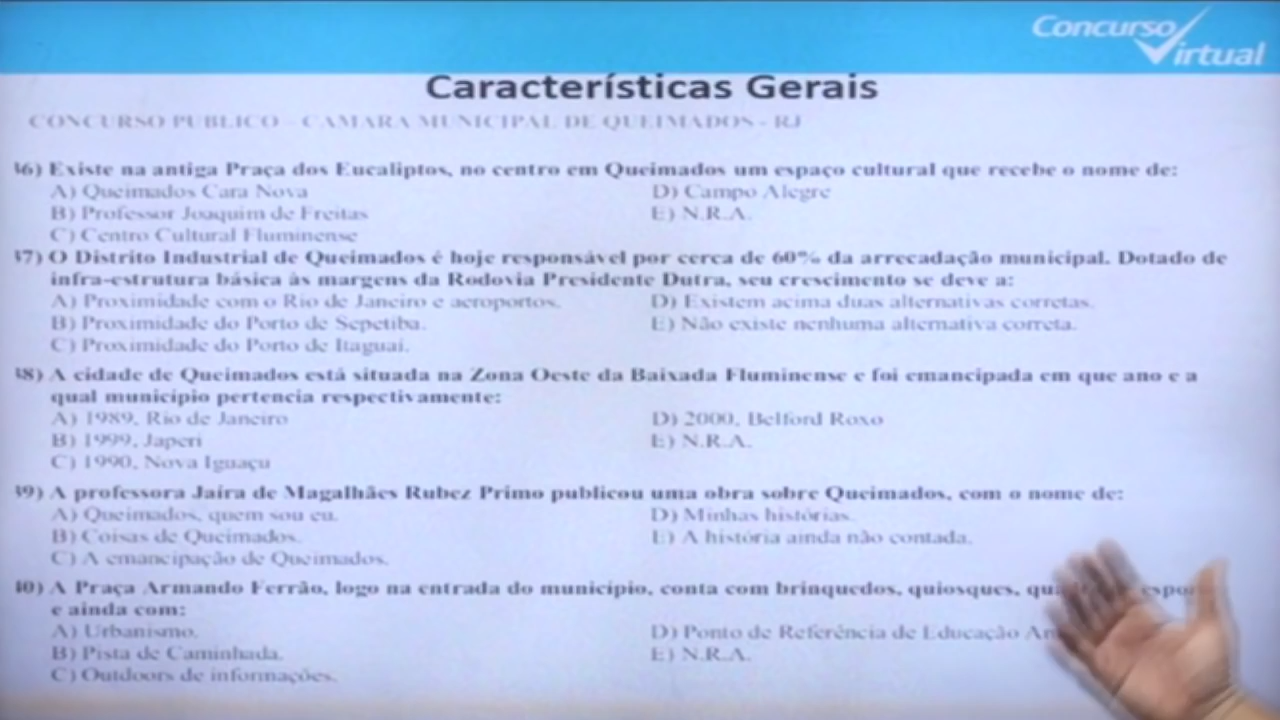 Concurso
Virtual
Características Gerais
CONCURSO PÚBLICO - CÂMARA MUNICIPAL DE QUEIMADOS - RJ
36) Existe na antiga Praça dos Eucaliptos, no centro em Queimados um espaço cultural que recebe o nome de:
A) Queimados Cara Nova
D) Campo Alegre
B) Professor Joaquim de Freitas
E) N.R.A.
C) Centro Cultural Fluminense
37) O Distrito Industrial de Queimados é hoje responsável por cerca de 60% da arrecadação municipal. Dotado de
infra-estrutura básica às margens da Rodovia Presidente Dutra, seu crescimento se deve a:
A) Proximidade com o Rio de Janeiro e aeroportos.
D) Existem acima duas alternativas corretas.
B) Proximidade do Porto de Sepetiba.
E) Não existe nenhuma alternativa correta.
C) Proximidade do Porto de Itaguaí.
38) A cidade de Queimados está situada na Zona Oeste da Baixada Fluminense e foi emancipada em que ano e a
qual município pertencia respectivamente:
A) 1989, Rio de Janeiro
D) 2000, Belford Roxo
B) 1999, Japeri
E) N.R.A.
C) 1990, Nova Iguaçu
39) A professora Jaíra de Magalhães Rubez Primo publicou uma obra sobre Queimados, com o nome de:
A) Queimados, quem sou eu.
D) Minhas histórias.
B) Coisas de Queimados.
E) A história ainda não contada.
C) A emancipação de Queimados.
40) A Praça Armando Ferrão, logo na entrada do município, conta com brinquedos, quiosques,
e ainda com:
A) Urbanismo.
D) Ponto de Referência de Educação
B) Pista de Caminhada.
E) N.R.A.
C) Outdoors de informações.